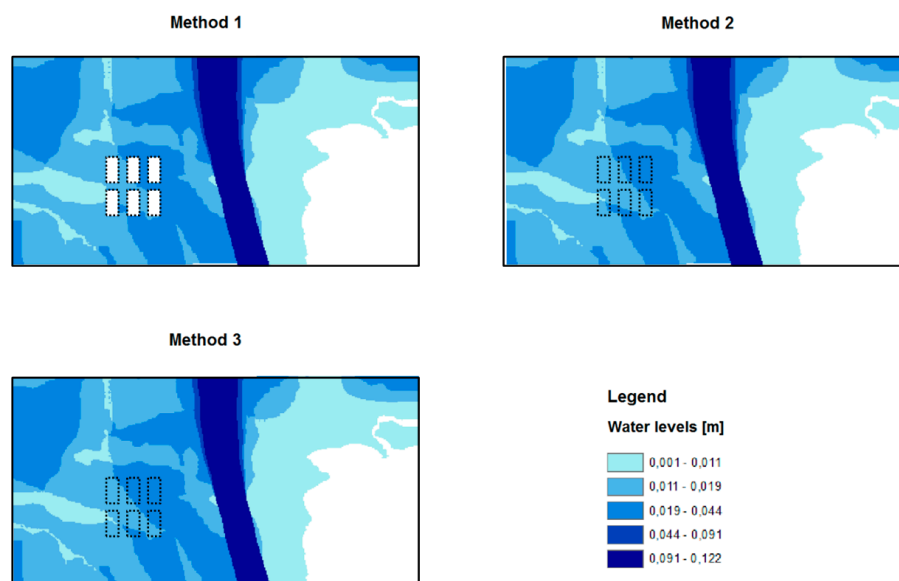 Method 1
Method 2
Method 3
Legend
Water levels [m]
0,001 - 0,011
0,011 - 0,019
0,019 - 0,044
0,044 - 0,091
0,091 - 0,122